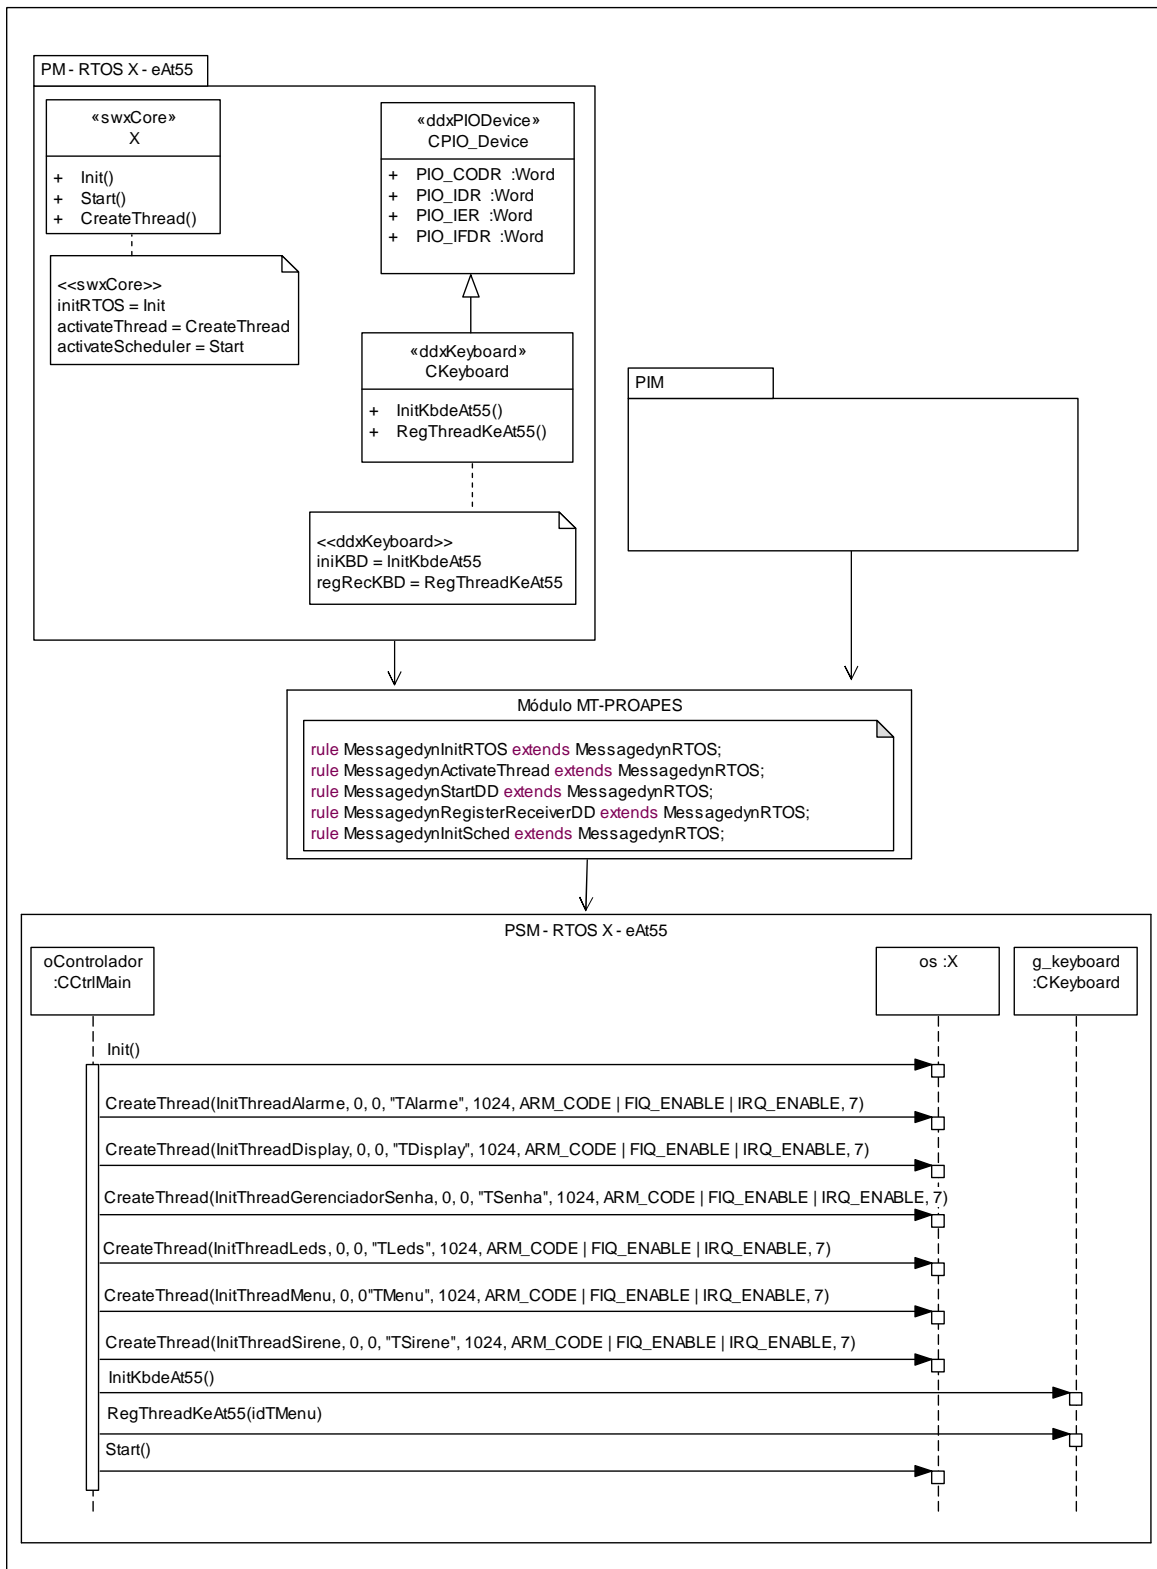 PM - RTOS X - eAt55
«swxCore»
X
+ Init()
+ Start()
+ CreateThread()
<<swxCore>>
initRTOS = Init
activateThread = CreateThread
activateScheduler = Start
«ddxPIODevice»
CPIO_Device
+ PIO_CODR :Word
+ PIO_IDR :Word
+ PIO_IER :Word
+ PIO_IFDR :Word
«ddxKeyboard»
CKeyboard
+ InitKbdeAt55()
+ RegThreadKeAt55()
<<ddxKeyboard>>
iniKBD = InitKbdeAt55
regRecKBD = RegThreadKeAt55
PIM
Módulo MT-PROAPES
rule MessagedynInitRTOS extends MessagedynRTOS;
rule MessagedynActivateThread extends MessagedynRTOS;
rule MessagedynStartDD extends MessagedynRTOS;
rule MessagedynRegisterReceiverDD extends MessagedynRTOS;
rule MessagedynInitSched extends MessagedynRTOS;
PSM - RTOS X - eAt55
oControlador
:CCtrlMain
os :X
g_keyboard
:CKeyboard
Init()
CreateThread(InitThreadAlarme, 0, 0, "TAlarme", 1024, ARM_CODE | FIQ_ENABLE | IRQ_ENABLE, 7)
CreateThread(InitThreadDisplay, 0, 0, "TDisplay", 1024, ARM_CODE | FIQ_ENABLE | IRQ_ENABLE, 7)
CreateThread(InitThreadGerenciadorSenha, 0, 0, "TSenha", 1024, ARM_CODE | FIQ_ENABLE | IRQ_ENABLE, 7)
CreateThread(InitThreadLeds, 0, 0, "TLeds", 1024, ARM_CODE | FIQ_ENABLE | IRQ_ENABLE, 7)
CreateThread(InitThreadMenu, 0, 0"TMenu", 1024, ARM_CODE | FIQ_ENABLE | IRQ_ENABLE, 7)
CreateThread(InitThreadSirene, 0, 0, "TSirene", 1024, ARM_CODE | FIQ_ENABLE | IRQ_ENABLE, 7)
InitKbdeAt55()
RegThreadKeAt55(idTMenu)
Start()